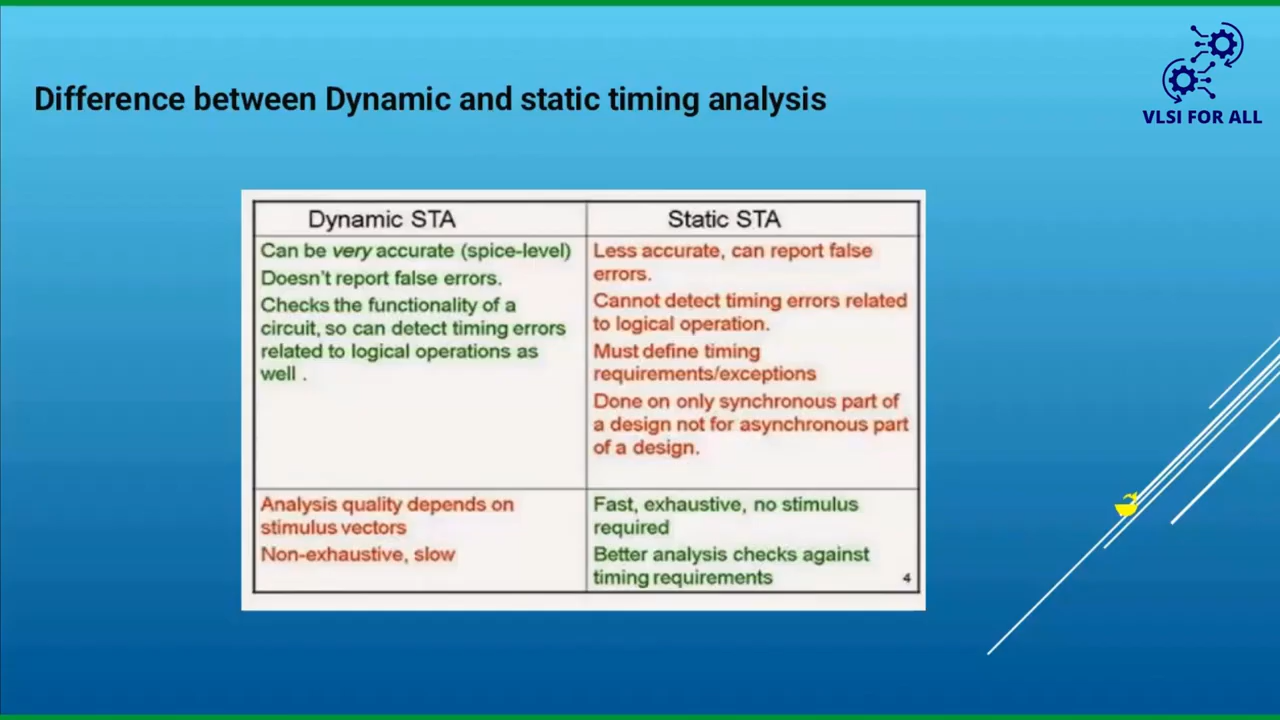 Difference between Dynamic and static timing analysis
VLSI FOR ALL
Dynamic STA
Can be very accurate (spice-level)
Doesn't report false errors.
Checks the functionality of a
circuit, so can detect timing errors
related to logical operations as
well .
Static STA
Less accurate, can report false
errors.
Cannot detect timing errors related
to logical operation.
Must define timing
requirements/exceptions
Done on only synchronous part of
a design not for asynchronous part
of a design.
Analysis quality depends on
stimulus vectors
Non-exhaustive, slow
Fast, exhaustive, no stimulus
required
Better analysis checks against
timing requirements
4